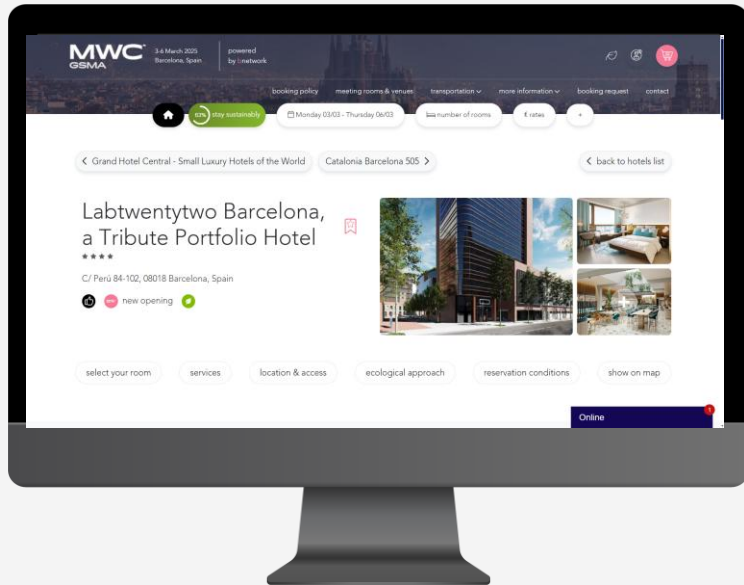 MWC
GSMA
3-6 March 2025
Barcelona, Spain
powered
by bnetwork
booking policy meeting rooms & venues transportation more information booking request contact
63% stay sustainably Monday 03/03 - Thursday 06/03 number of rooms € rates +
Grand Hotel Central - Small Luxury Hotels of the World Catalonia Barcelona 505 back to hotels list
Labtwentytwo Barcelona,
a Tribute Portfolio Hotel
****
C/ Perú 84-102, 08018 Barcelona, Spain
new opening
select your room services location & access ecological approach reservation conditions show on map
Online 1